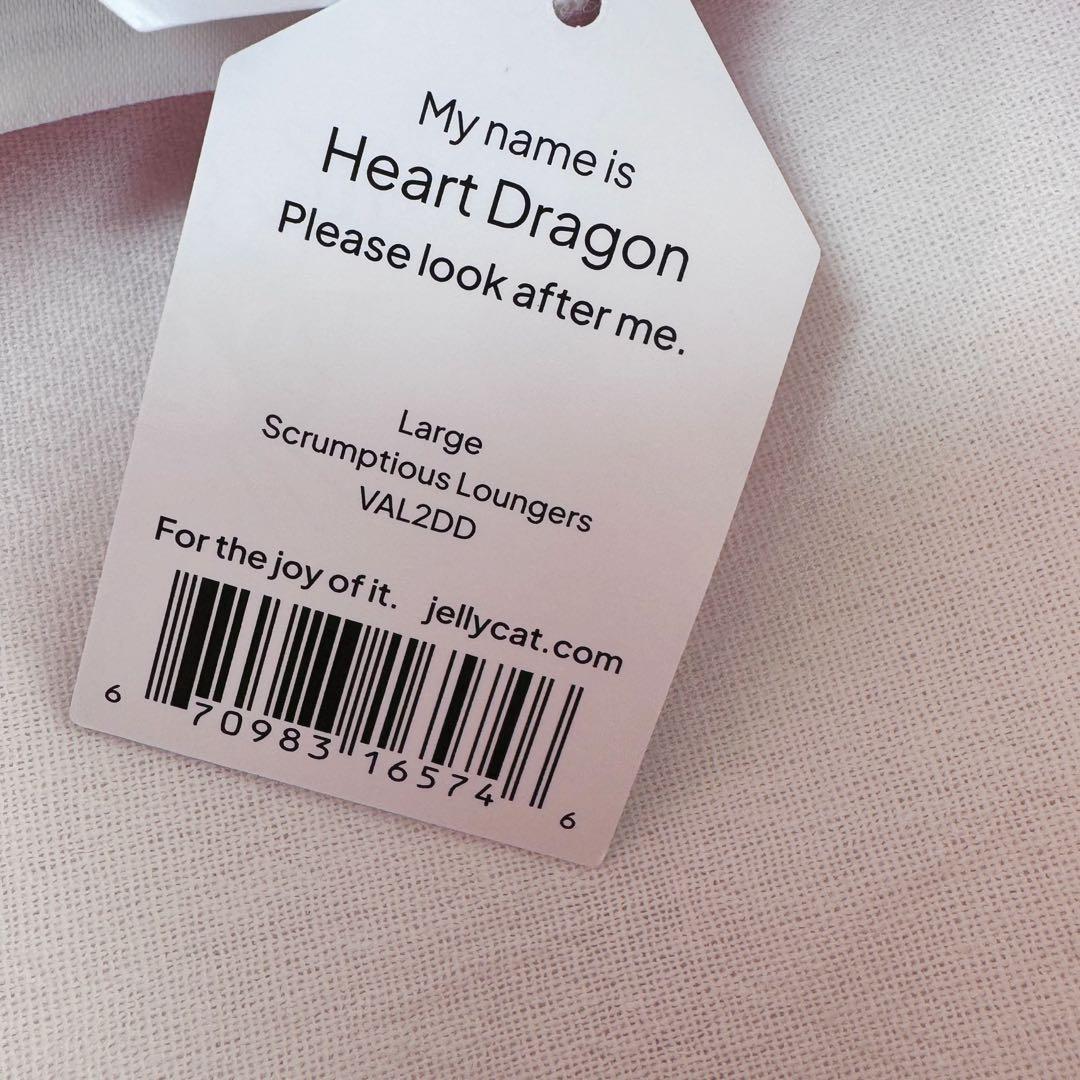 My name is
Heart Dragon
Please look after me.
Large
Scrumptious Loungers
VAL2DD
For the joy of it. jellycat.com
6 70983 16574 6